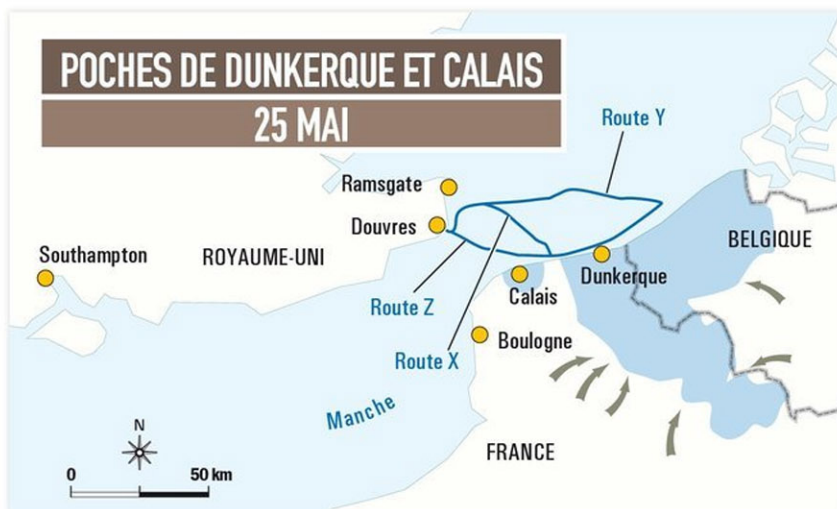 POCHES DE DUNKERQUE ET CALAIS
25 MAI
Route Y
Ramsgate
Douvres
BELGIQUE
Southampton
ROYAUME-UNI
Dunkerque
Calais
Route Z
Boulogne
Route X
Manche
N
FRANCE
0
50 km